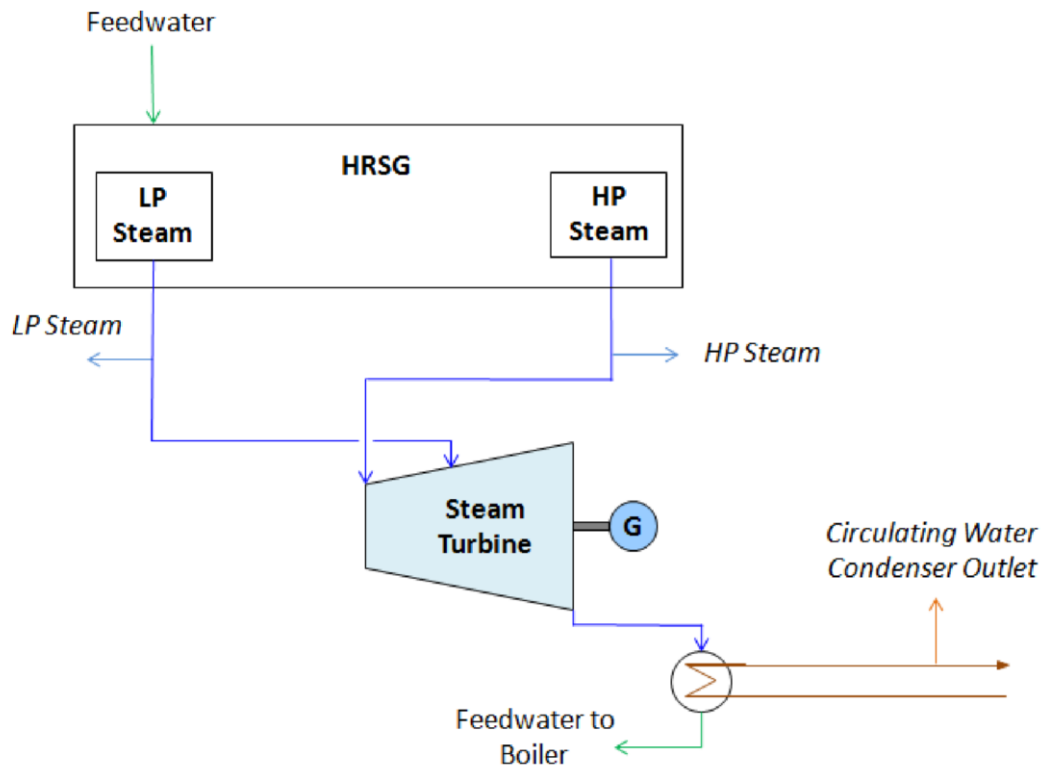 Feedwater
HRSG
LP
Steam
HP
Steam
LP Steam
HP Steam
Steam
Turbine
G
Circulating Water
Condenser Outlet
Feedwater to
Boiler